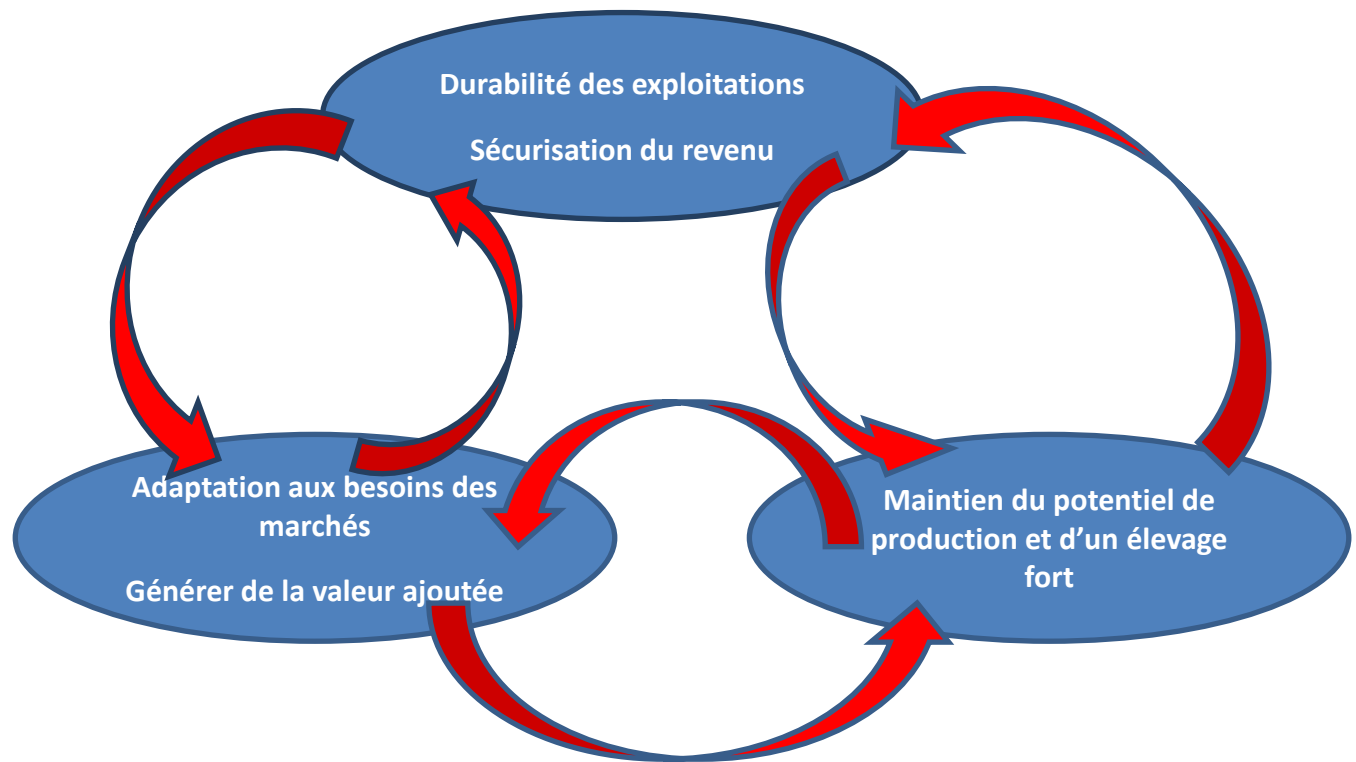 Durabilité des exploitations
Sécurisation du revenu
Adaptation aux besoins des
marchés
Générer de la valeur ajoutée
Maintien du potentiel de
production et d’un élevage
fort